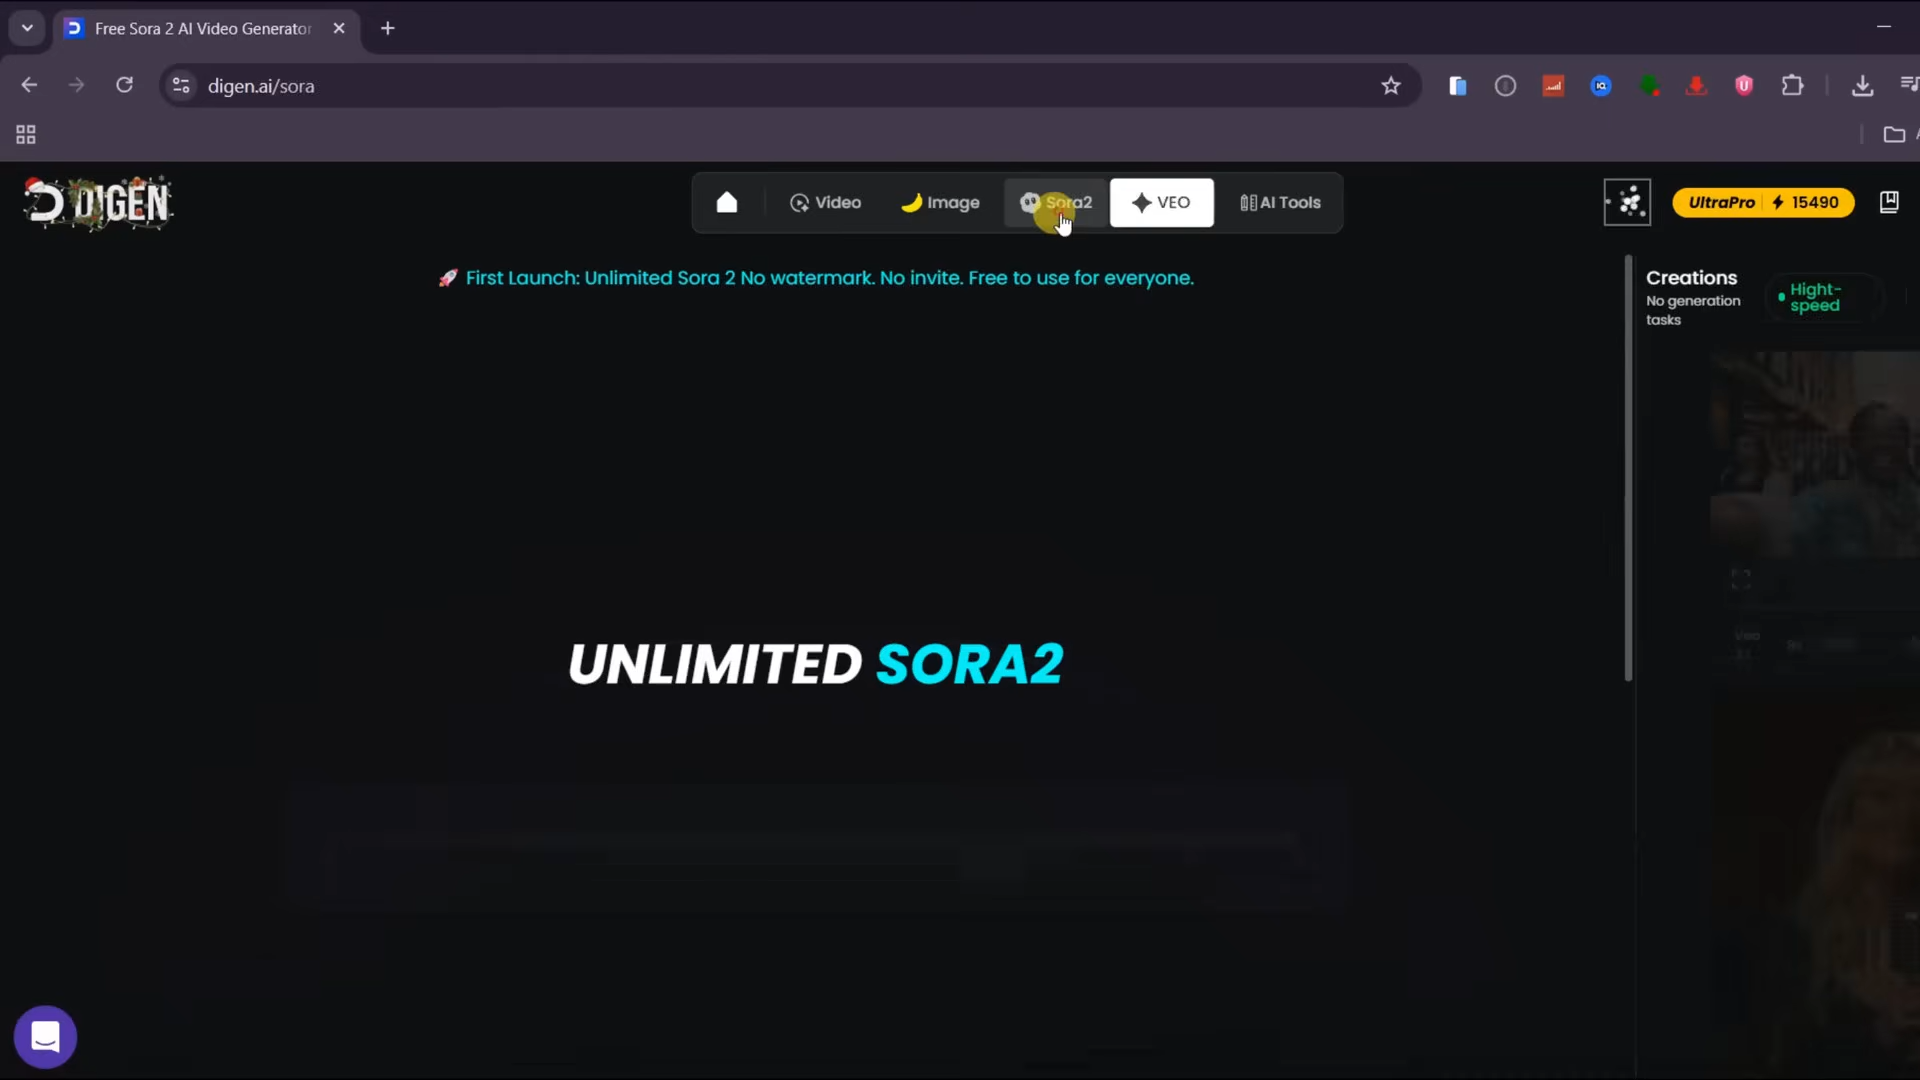 Free Sora 2 AI Video Generator
digen.ai/sora
DIGEN
Video
Image
Sora2
VEO
AI Tools
UltraPro 15490
🚀 First Launch: Unlimited Sora 2 No watermark. No invite. Free to use for everyone.
Creations
No generation
tasks
Hight-
speed
UNLIMITED SORA2